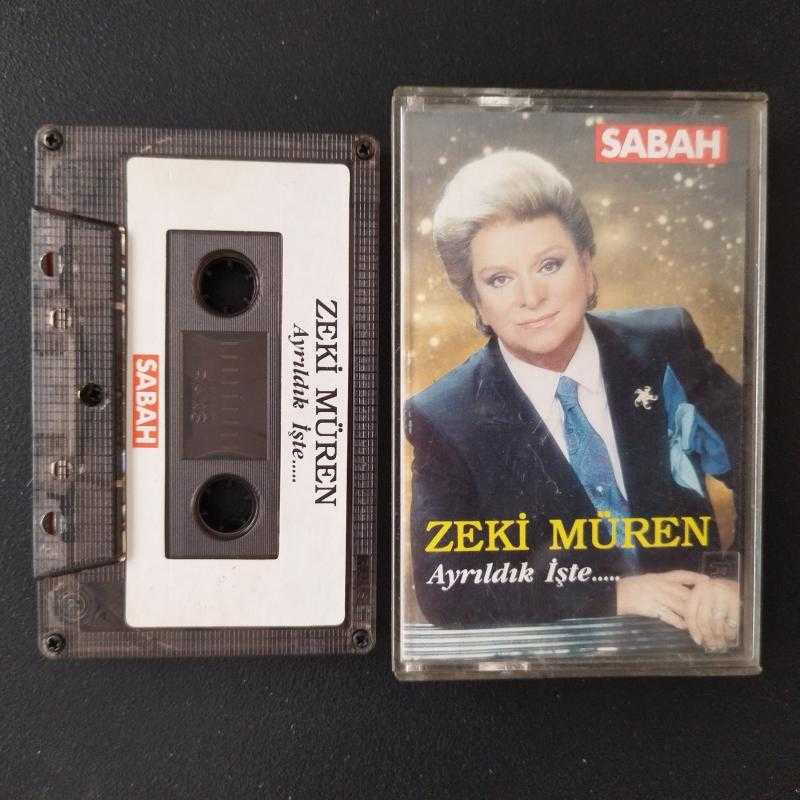 ZEKİ MÜREN
Ayrıldık İşte.....
SABAH
SABAH
ZEKİ MÜREN
Ayrıldık İşte.....